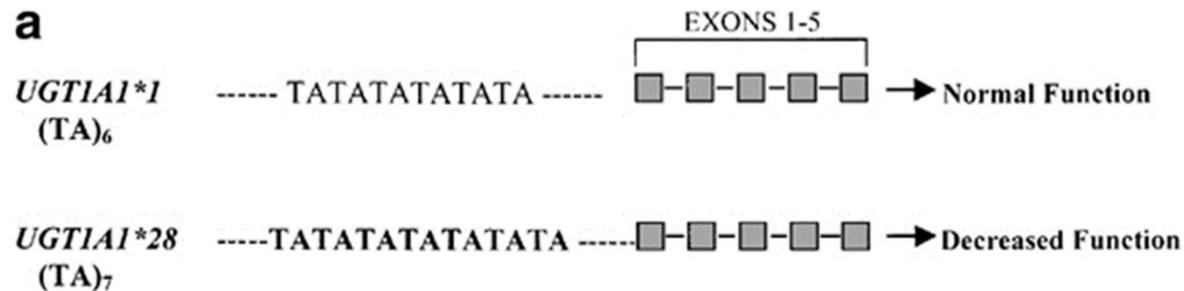 a
EXONS 1-5
UGT1A1*1 ------ TATATATATATA ------ Normal Function
(TA)₆
UGT1A1*28 -----TATATATATATATA ------ Decreased Function
(TA)₇